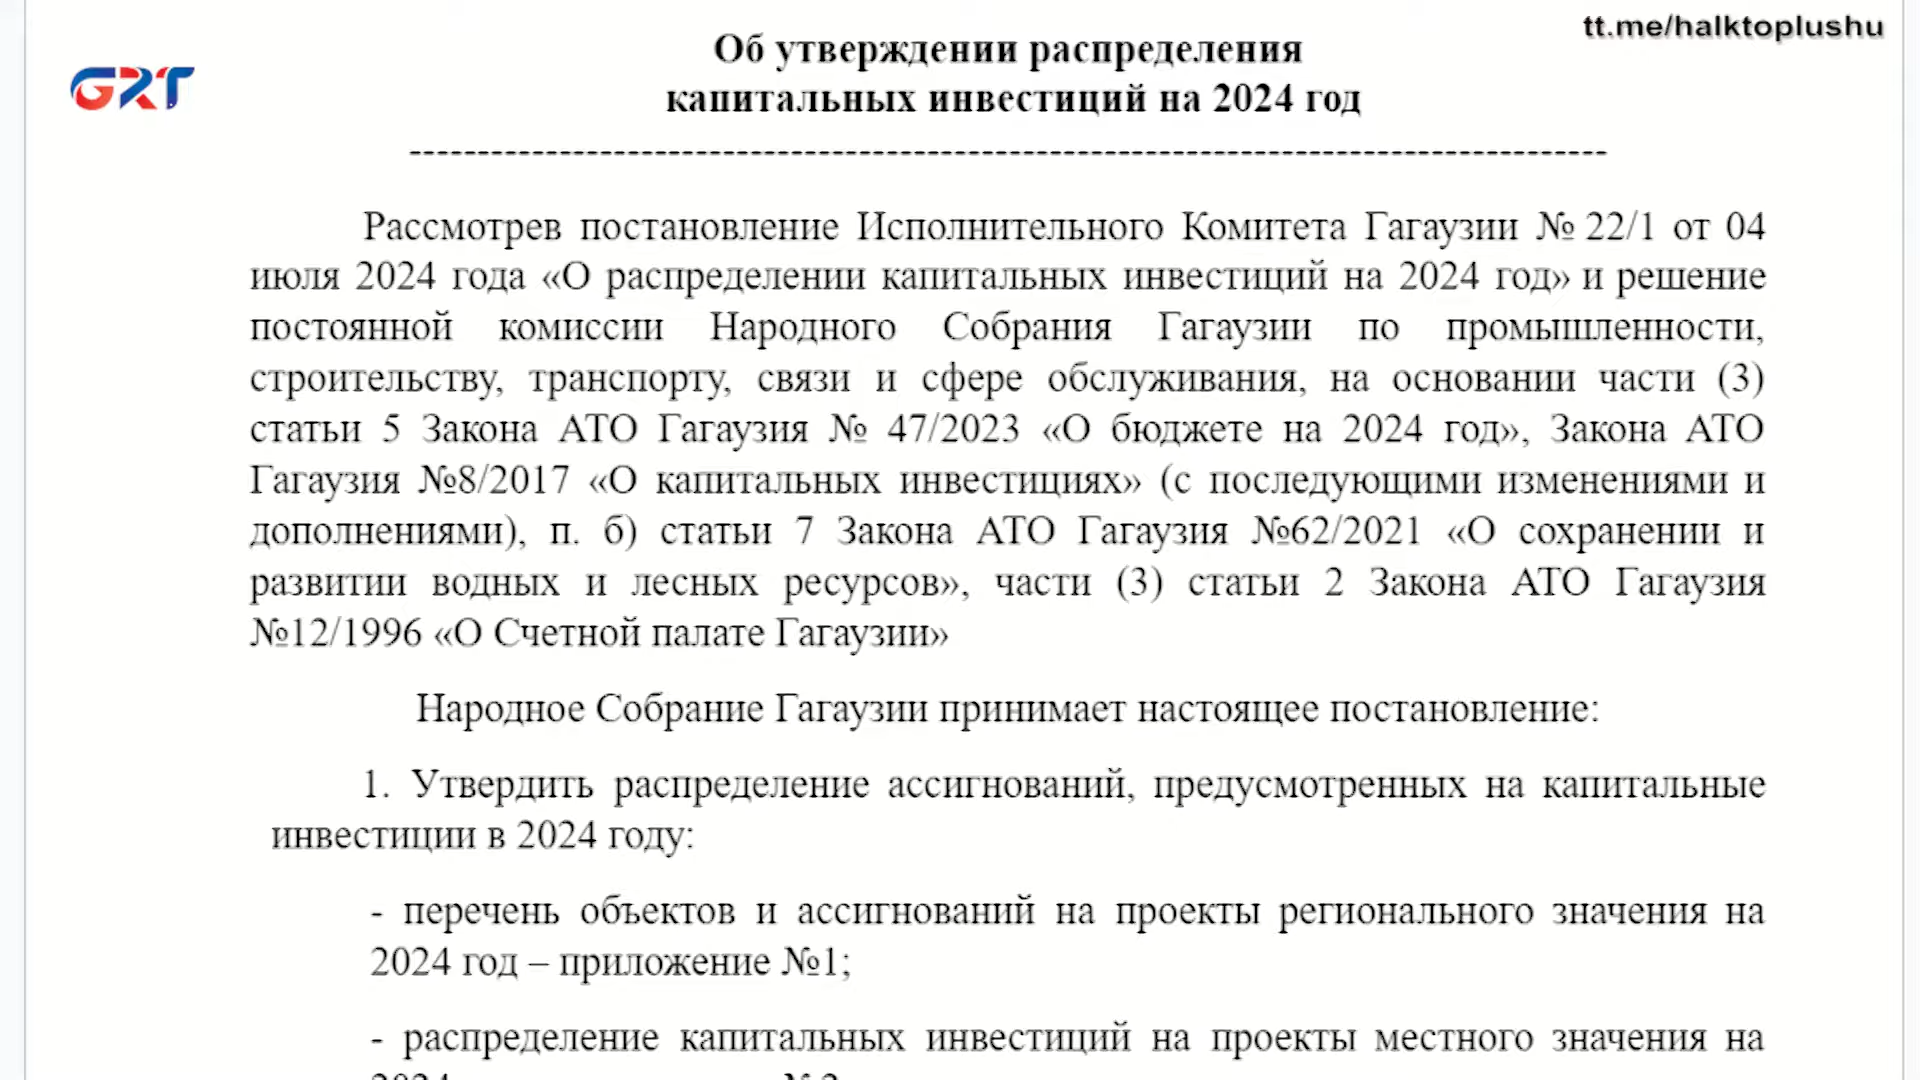 tt.me/halktoplushu
GRT
Об утверждении распределения
капитальных инвестиций на 2024 год
----------------------------------------------------------------------------------------
Рассмотрев постановление Исполнительного Комитета Гагаузии № 22/1 от 04
июля 2024 года «О распределении капитальных инвестиций на 2024 год» и решение
постоянной комиссии Народного Собрания Гагаузии по промышленности,
строительству, транспорту, связи и сфере обслуживания, на основании части (3)
статьи 5 Закона АТО Гагаузия № 47/2023 «О бюджете на 2024 год», Закона АТО
Гагаузия №8/2017 «О капитальных инвестициях» (с последующими изменениями и
дополнениями), п. б) статьи 7 Закона АТО Гагаузия №62/2021 «О сохранении и
развитии водных и лесных ресурсов», части (3) статьи 2 Закона АТО Гагаузия
№12/1996 «О Счетной палате Гагаузии»
Народное Собрание Гагаузии принимает настоящее постановление:
1. Утвердить распределение ассигнований, предусмотренных на капитальные
инвестиции в 2024 году:
- перечень объектов и ассигнований на проекты регионального значения на
2024 год – приложение №1;
- распределение капитальных инвестиций на проекты местного значения на